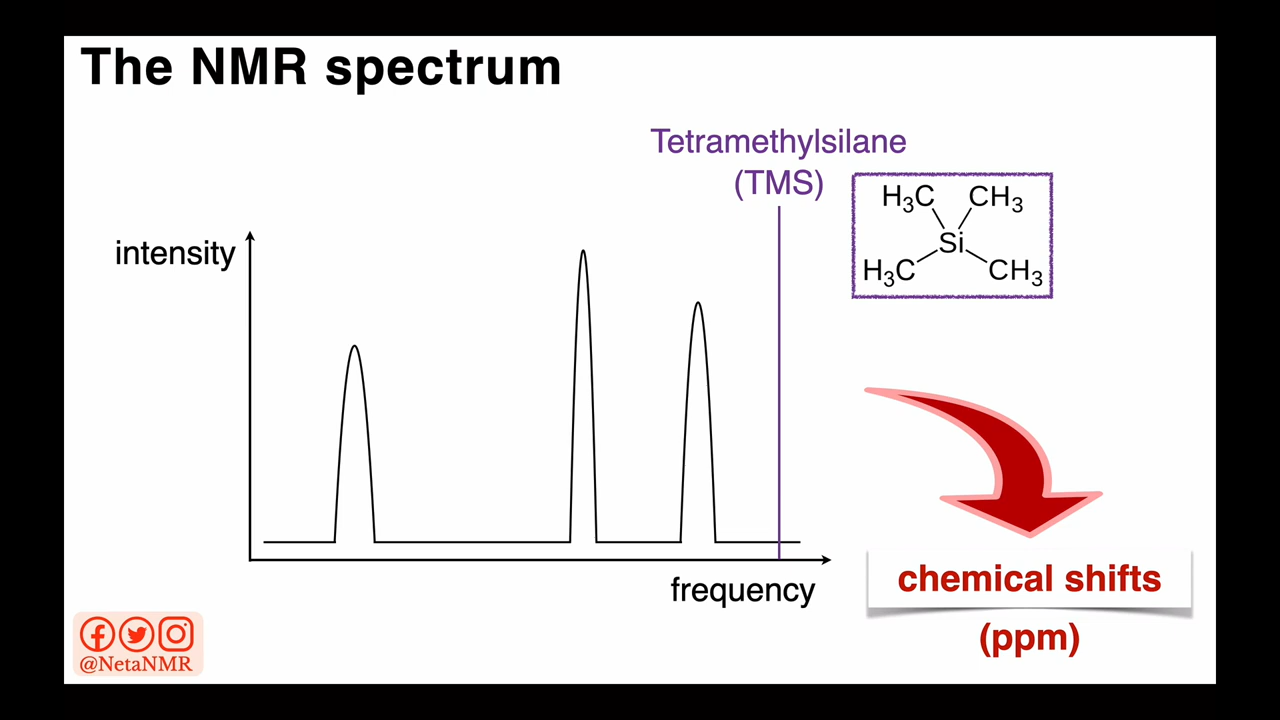 The NMR spectrum
Tetramethylsilane
(TMS)
H₃C CH₃
Si
H₃C CH₃
intensity
frequency
chemical shifts
(ppm)
@NetaNMR